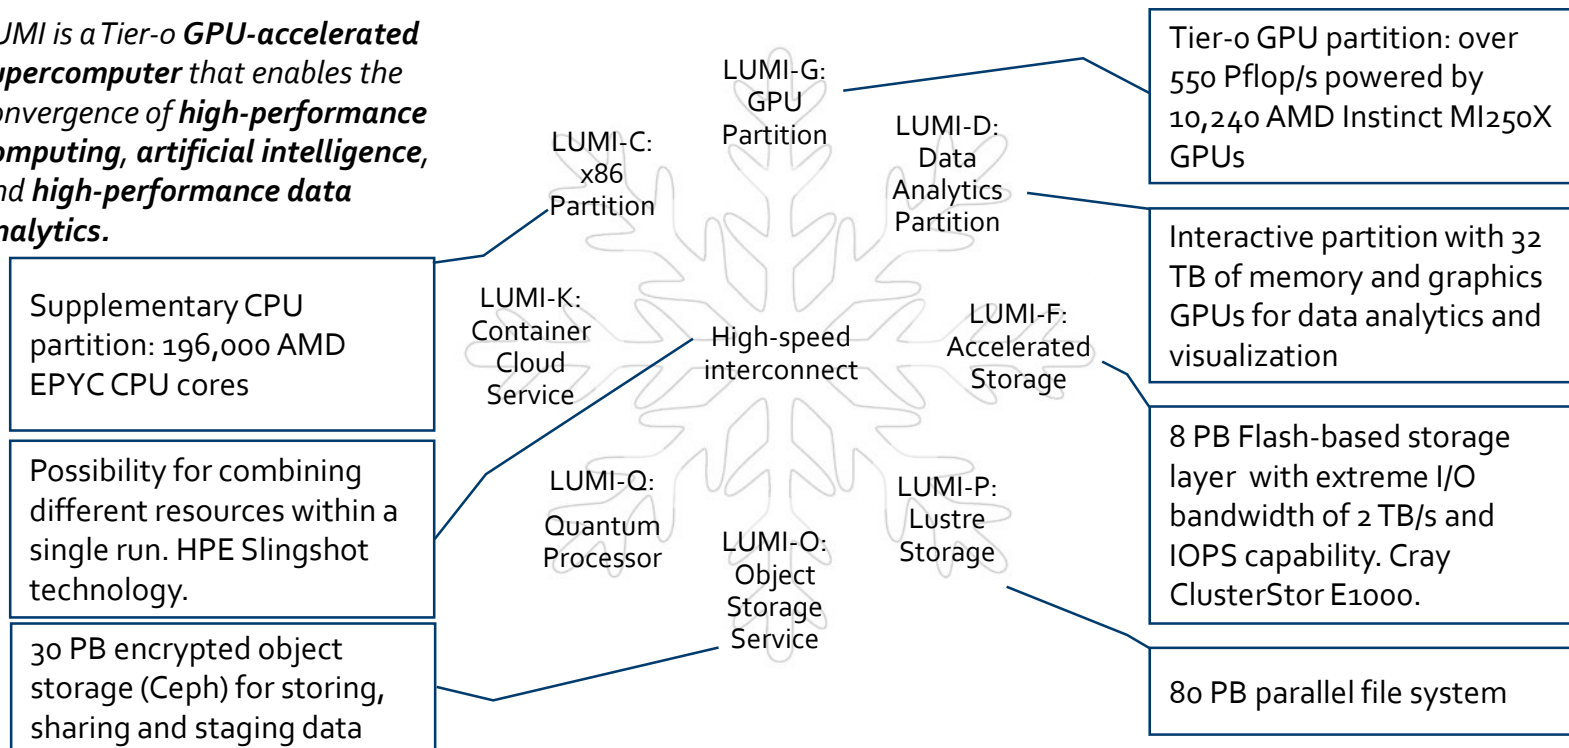 UMI is a Tier-0 GPU-accelerated
upercomputer that enables the
onvergence of high-performance
omputing, artificial intelligence,
nd high-performance data
nalytics.
LUMI-G:
GPU
Partition
Tier-0 GPU partition: over
550 Pflop/s powered by
10,240 AMD Instinct MI250X
GPUs
LUMI-C:
x86
Partition
LUMI-D:
Data
Analytics
Partition
Interactive partition with 32
TB of memory and graphics
GPUs for data analytics and
visualization
Supplementary CPU
partition: 196,000 AMD
EPYC CPU cores
LUMI-K:
Container
Cloud
Service
High-speed
interconnect
LUMI-F:
Accelerated
Storage
8 PB Flash-based storage
layer with extreme I/O
bandwidth of 2 TB/s and
IOPS capability. Cray
ClusterStor E1000.
Possibility for combining
different resources within a
single run. HPE Slingshot
technology.
LUMI-Q:
Quantum
Processor
LUMI-O:
Object
Storage
Service
LUMI-P:
Lustre
Storage
30 PB encrypted object
storage (Ceph) for storing,
sharing and staging data
80 PB parallel file system